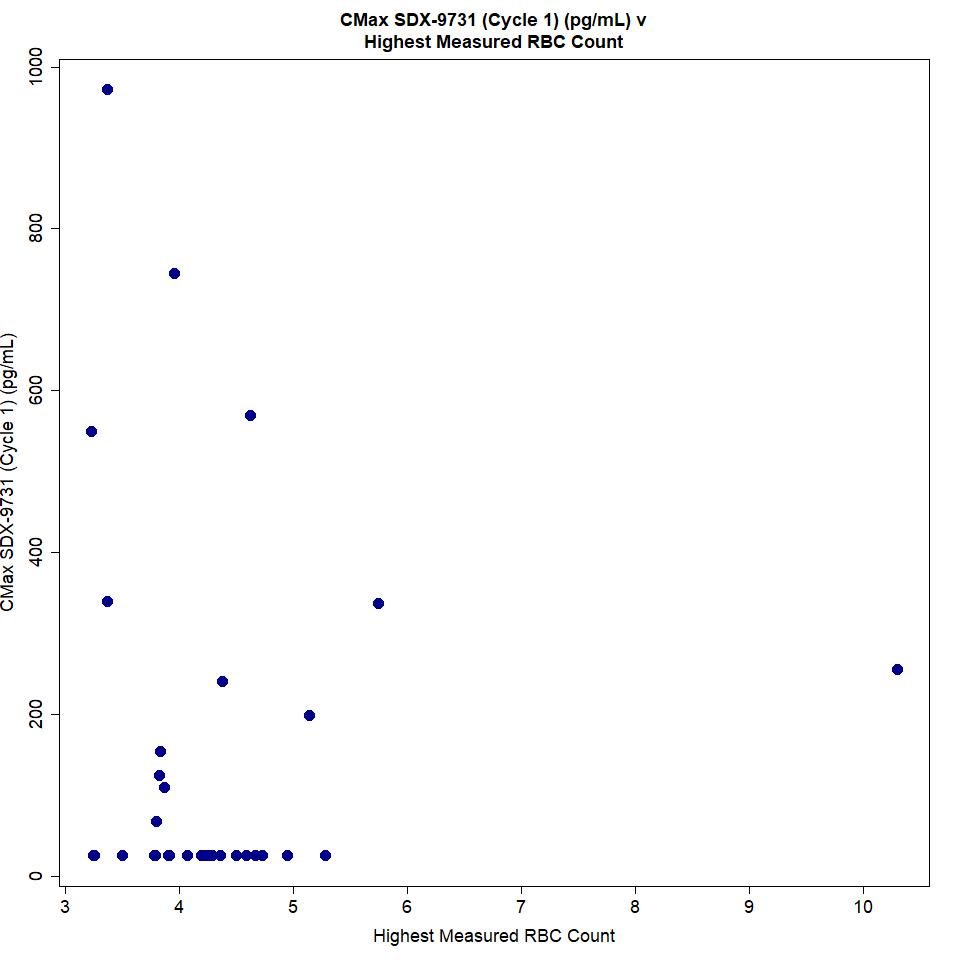 CMax SDX-9731 (Cycle 1) (pg/mL) v
Highest Measured RBC Count
CMax SDX-9731 (Cycle 1) (pg/mL)
1000
800
600
400
200
0
3 4 5 6 7 8 9 10
Highest Measured RBC Count